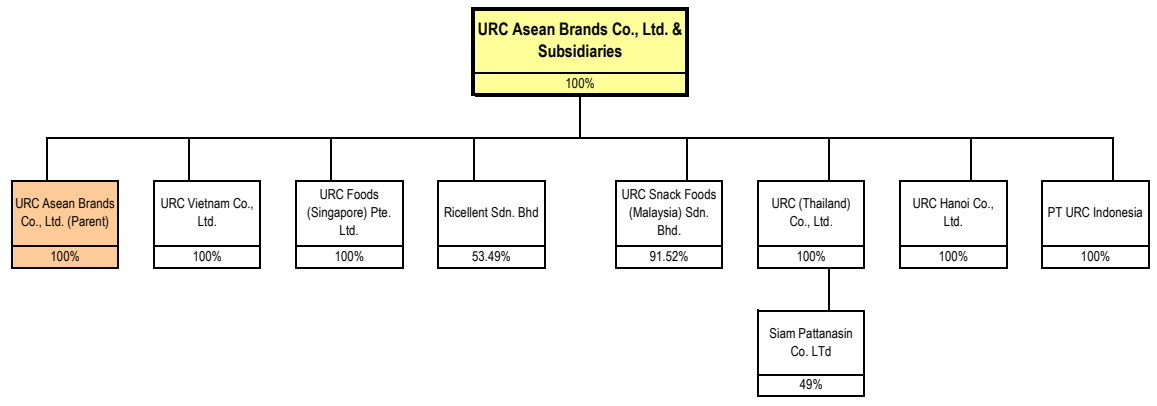 URC Asean Brands Co., Ltd. &
Subsidiaries
100%
URC Asean Brands
Co., Ltd. (Parent)
100%
URC Vietnam Co.,
Ltd.
100%
URC Foods
(Singapore) Pte.
Ltd.
100%
Ricellent Sdn. Bhd
53.49%
URC Snack Foods
(Malaysia) Sdn.
Bhd.
91.52%
URC (Thailand)
Co., Ltd.
100%
URC Hanoi Co.,
Ltd.
100%
PT URC Indonesia
100%
Siam Pattanasin
Co. LTd
49%